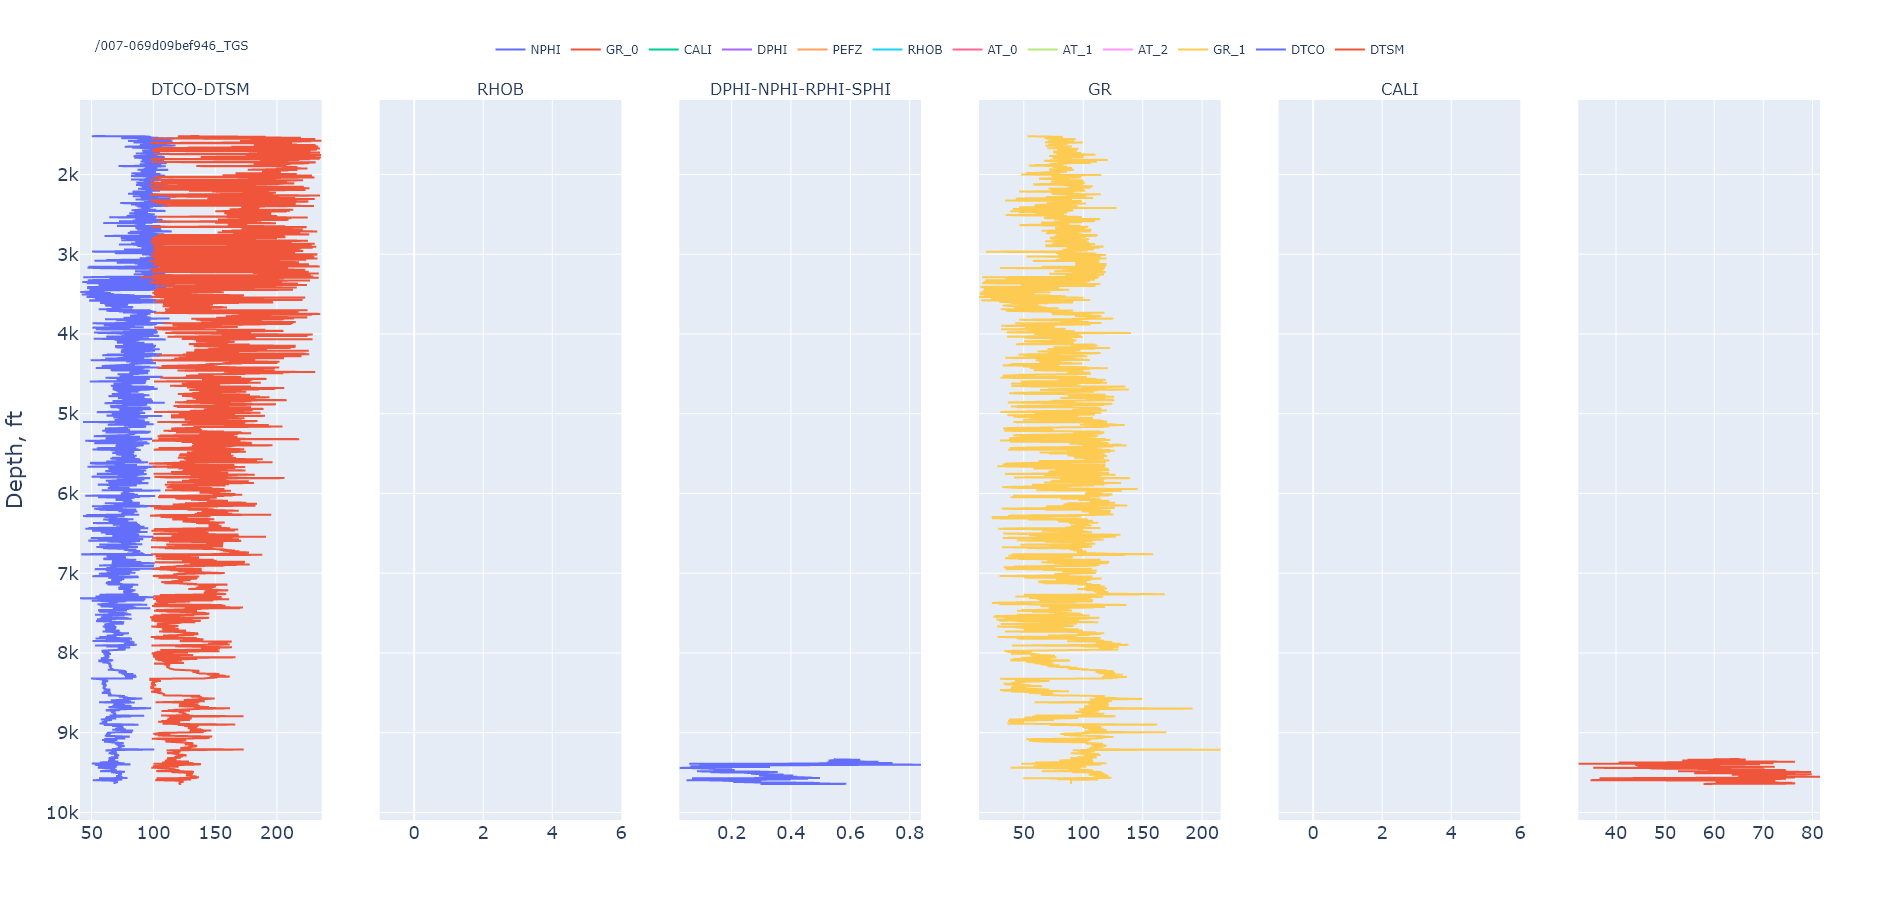 /007-069d09bef946_TGS
NPHI GR_0 CALI DPHI PEFZ RHOB AT_0 AT_1 AT_2 GR_1 DTCO DTSM
DTCO-DTSM RHOB DPHI-NPHI-RPHI-SPHI GR CALI
Depth, ft
2k
3k
4k
5k
6k
7k
8k
9k
10k
50 100 150 200 0 2 4 6 0.2 0.4 0.6 0.8 50 100 150 200 0 2 4 6 40 50 60 70 80